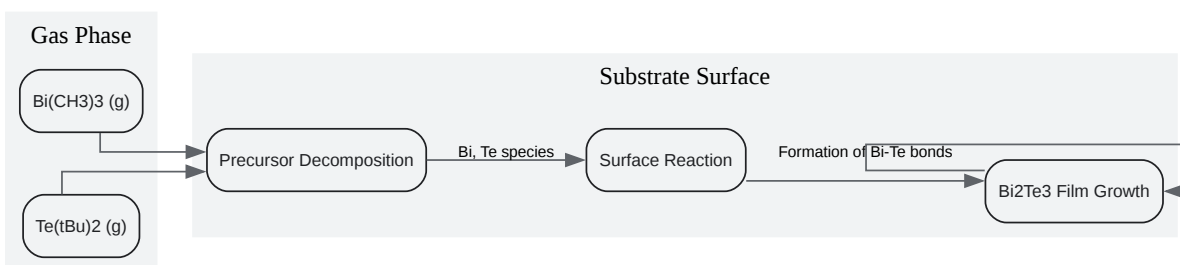 Gas Phase
Bi(CH3)3 (g)
Te(tBu)2 (g)
Substrate Surface
Precursor Decomposition
Bi, Te species
Surface Reaction
Formation of Bi-Te bonds
Bi2Te3 Film Growth